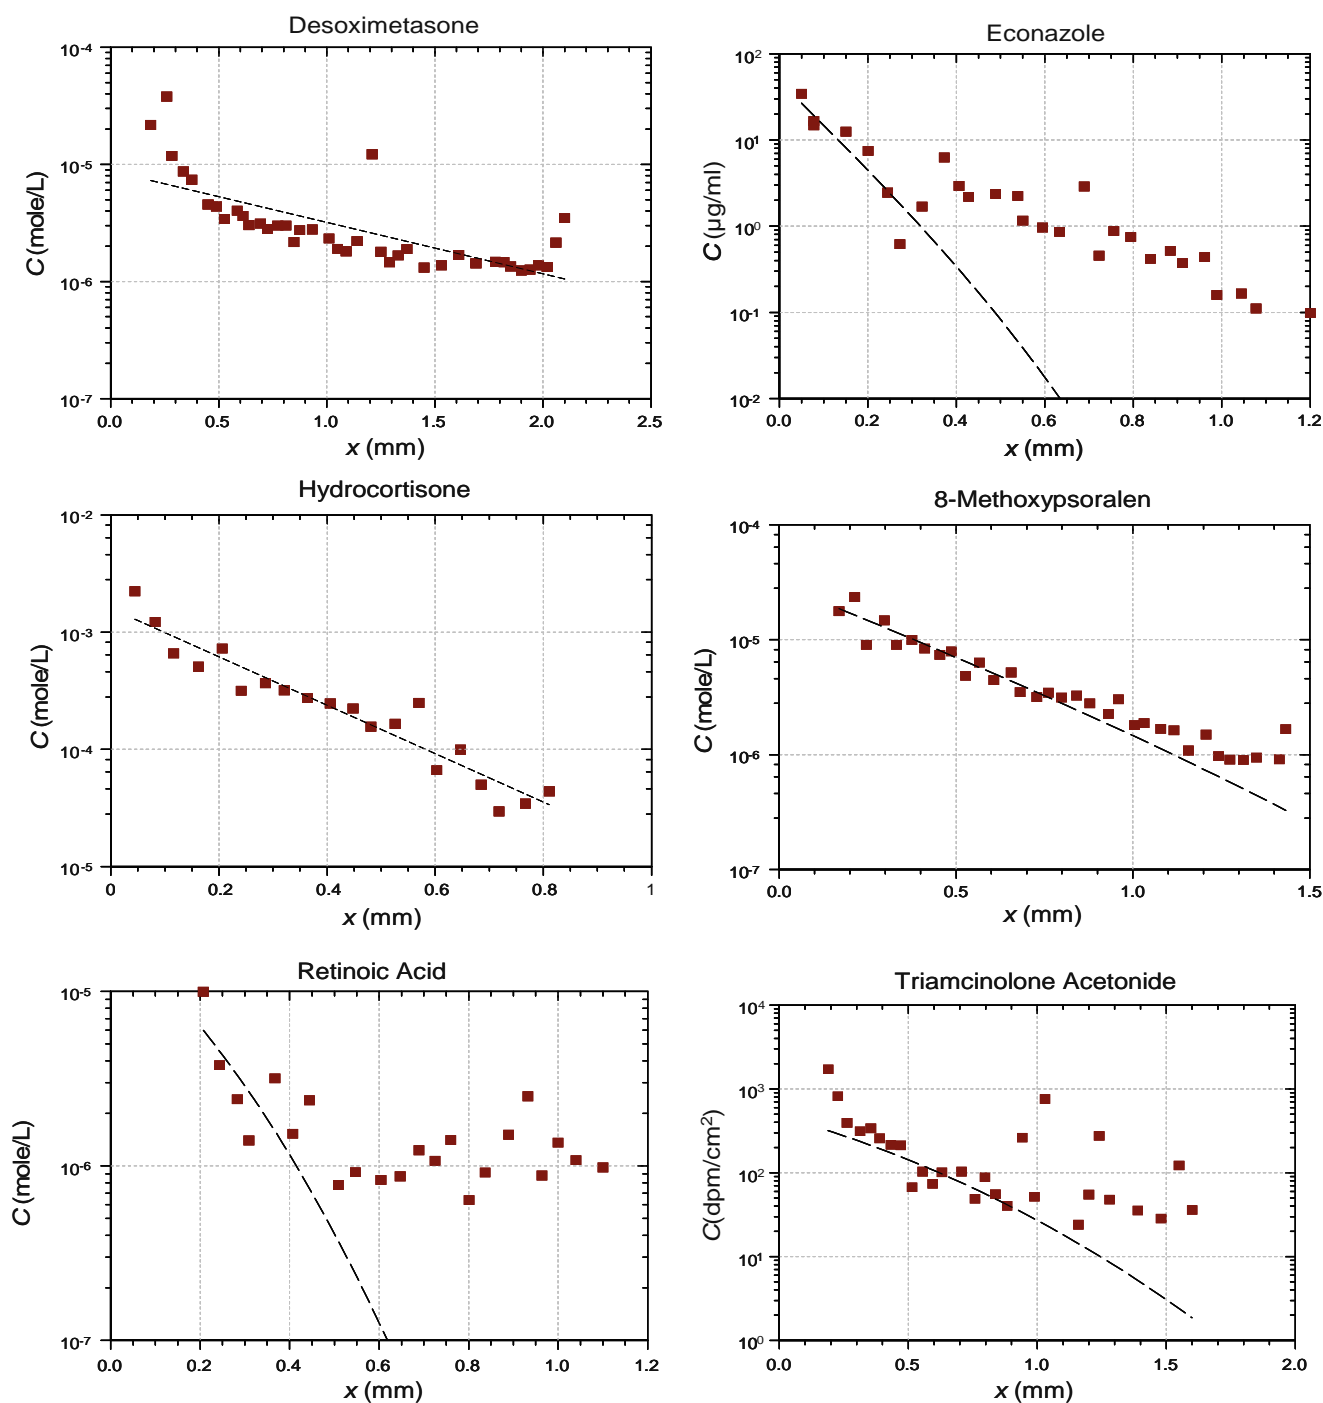 Desoximetasone
10⁻⁴
10⁻⁵
10⁻⁶
10⁻⁷
C (mole/L)
0.0 0.5 1.0 1.5 2.0 2.5
x (mm)
Econazole
10²
10¹
10⁰
10⁻¹
10⁻²
C (µg/ml)
0.0 0.2 0.4 0.6 0.8 1.0 1.2
x (mm)
Hydrocortisone
10⁻²
10⁻³
10⁻⁴
10⁻⁵
C (mole/L)
0 0.2 0.4 0.6 0.8 1
x (mm)
8-Methoxypsoralen
10⁻⁴
10⁻⁵
10⁻⁶
10⁻⁷
C (mole/L)
0.0 0.5 1.0 1.5
x (mm)
Retinoic Acid
10⁻⁵
10⁻⁶
10⁻⁷
C (mole/L)
0.0 0.2 0.4 0.6 0.8 1.0 1.2
x (mm)
Triamcinolone Acetonide
10⁴
10³
10²
10¹
10⁰
C(dpm/cm²)
0.5 1.0 1.5 2.0
x (mm)